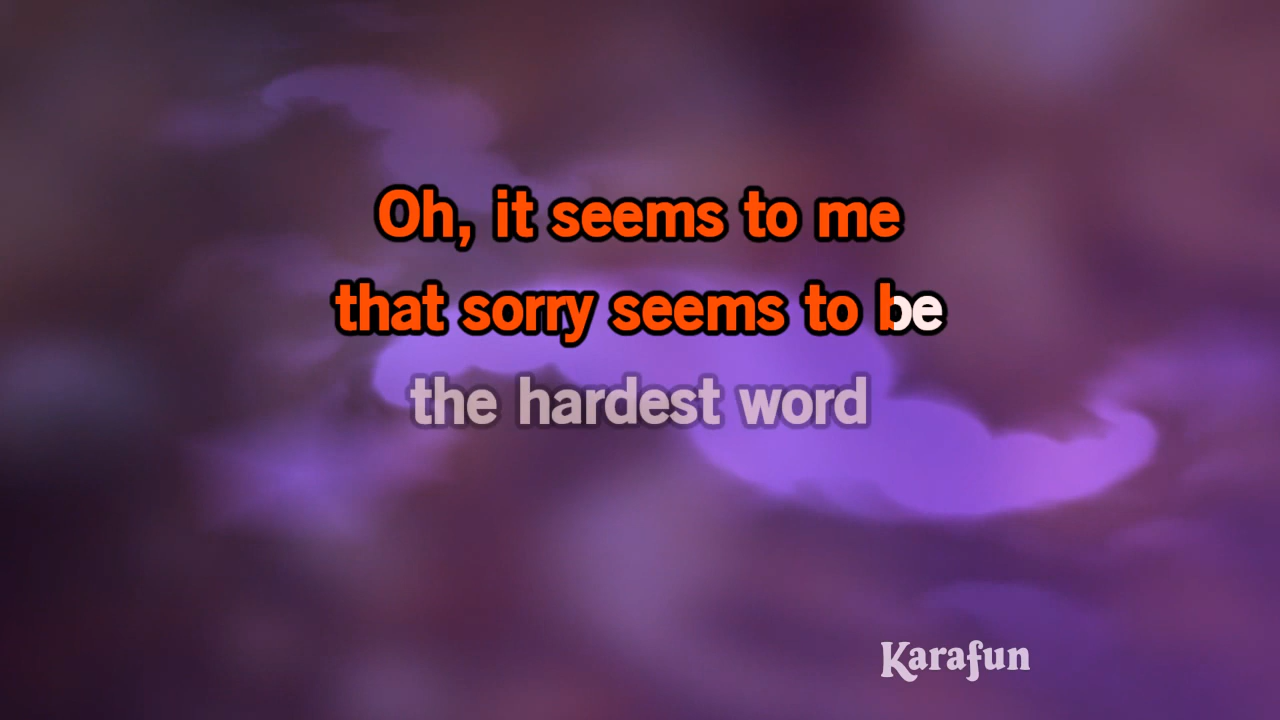 Oh, it seems to me
that sorry seems to be
the hardest word
Karafun